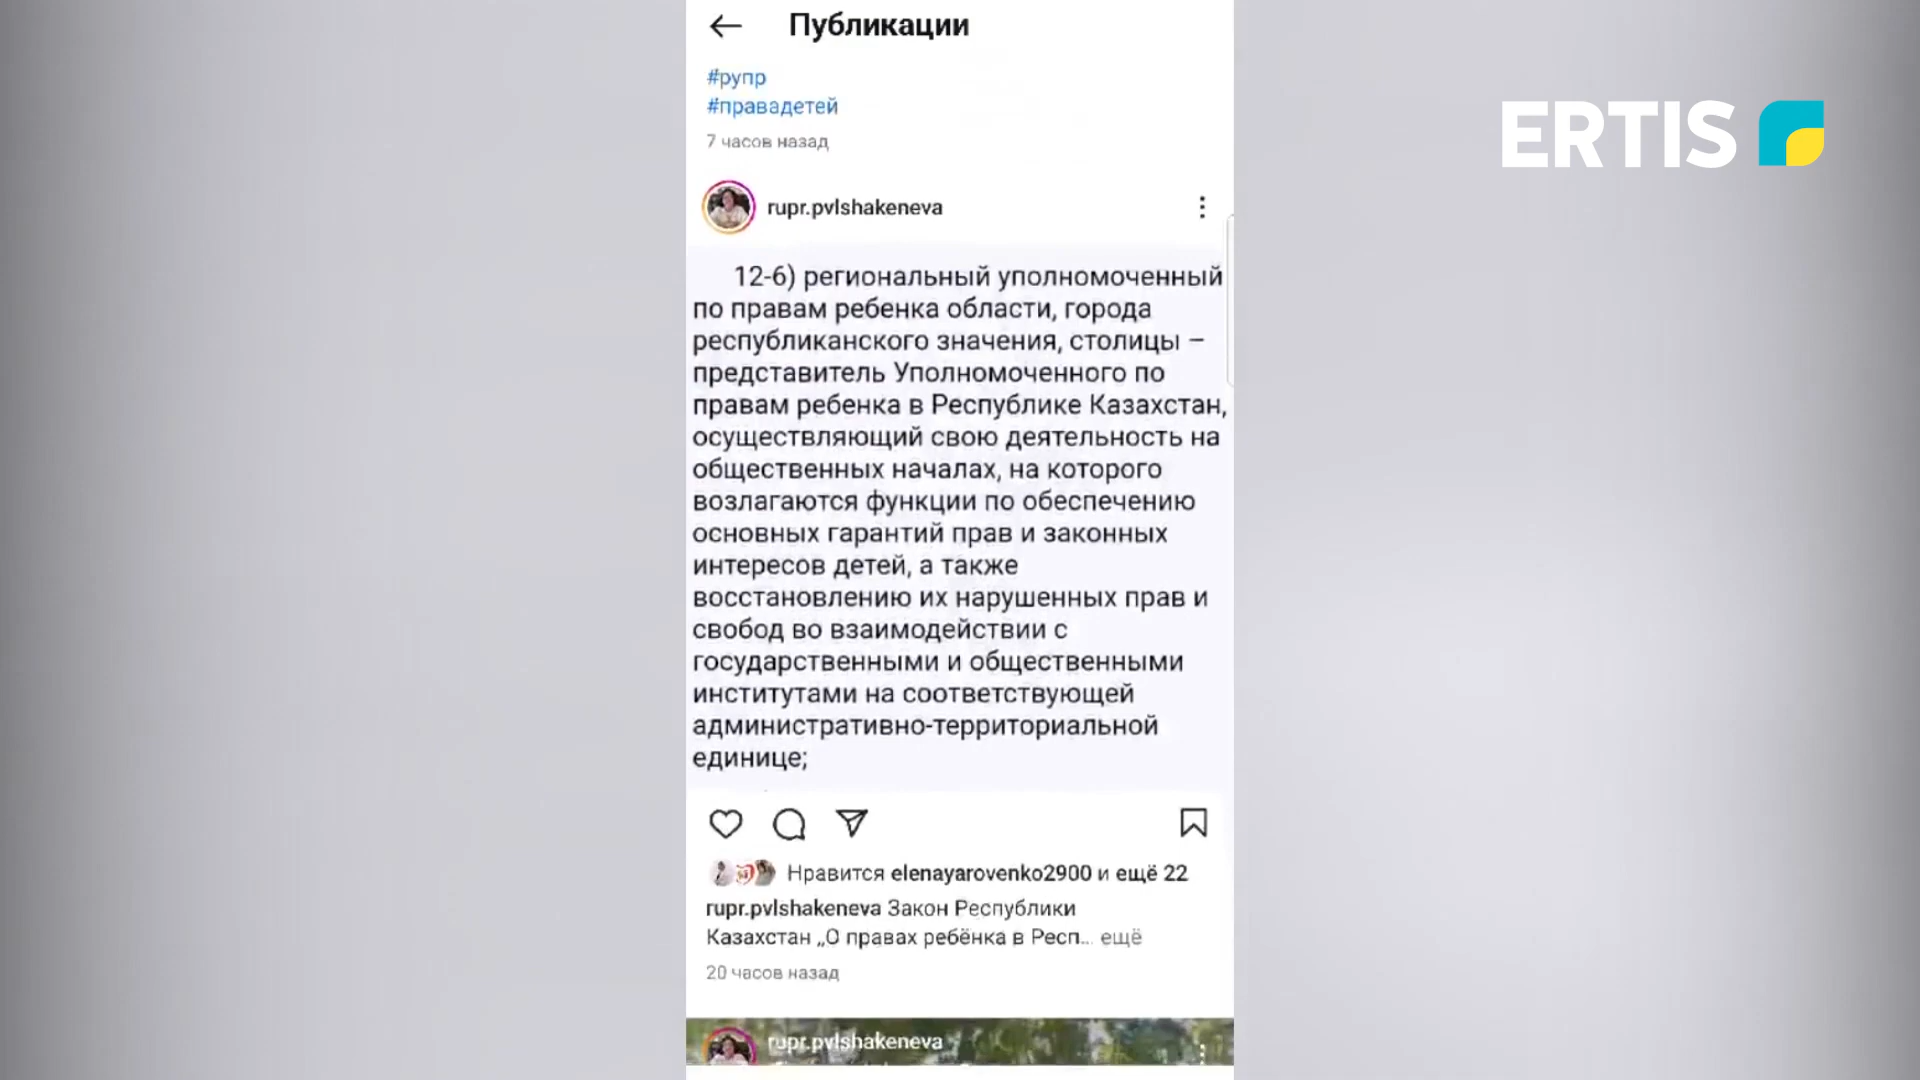 Публикации
#рупр
#правадетей
7 часов назад
ERTIS
rupr.pvlshakeneva
12-6) региональный уполномоченный
по правам ребенка области, города
республиканского значения, столицы –
представитель Уполномоченного по
правам ребенка в Республике Казахстан,
осуществляющий свою деятельность на
общественных началах, на которого
возлагаются функции по обеспечению
основных гарантий прав и законных
интересов детей, а также
восстановлению их нарушенных прав и
свобод во взаимодействии с
государственными и общественными
институтами на соответствующей
административно-территориальной
единице;
Нравится elenayarovenko2900 и ещё 22
rupr.pvlshakeneva Закон Республики
Казахстан „О правах ребёнка в Респ... ещё
20 часов назад
rupr.pvlshakeneva